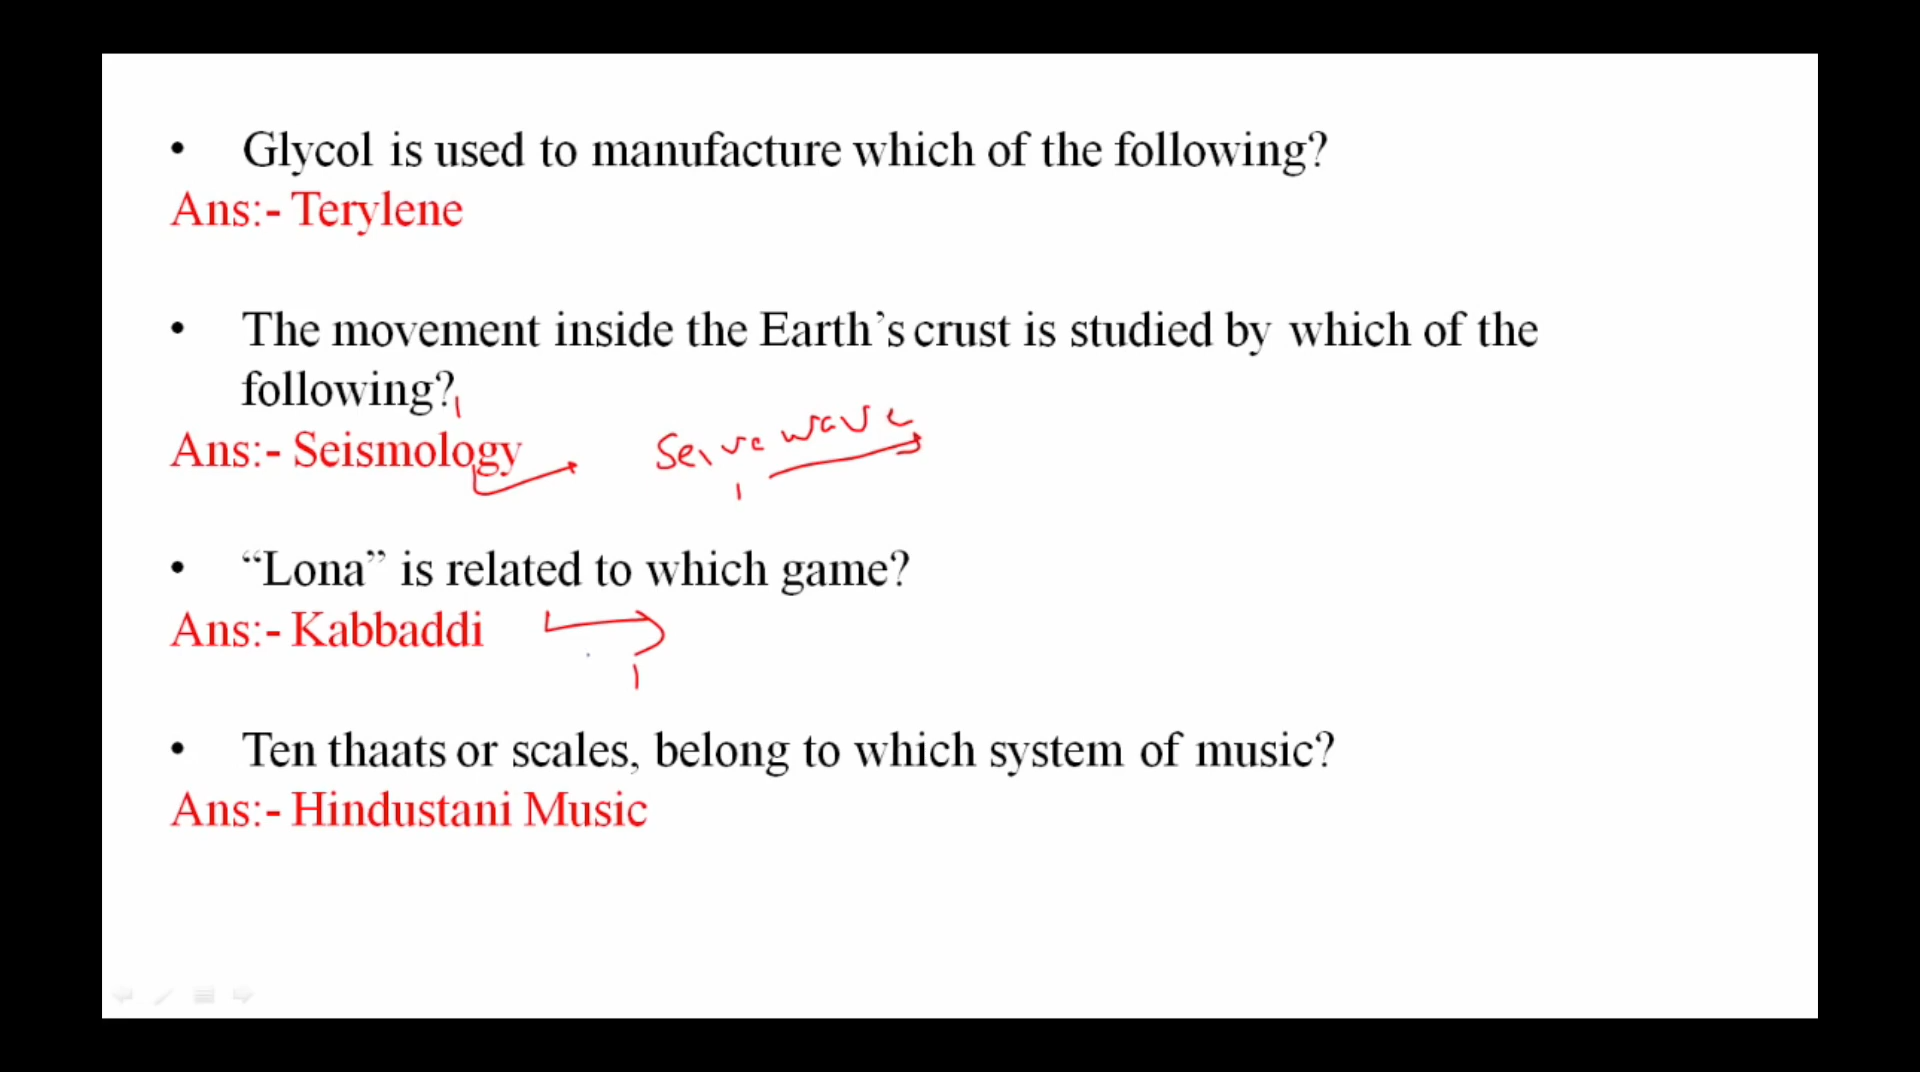 • Glycol is used to manufacture which of the following?
Ans:- Terylene
• The movement inside the Earth’s crust is studied by which of the
following?
Ans:- Seismology
wave
• “Lona” is related to which game?
Ans:- Kabbaddi
• Ten thaats or scales, belong to which system of music?
Ans:- Hindustani Music